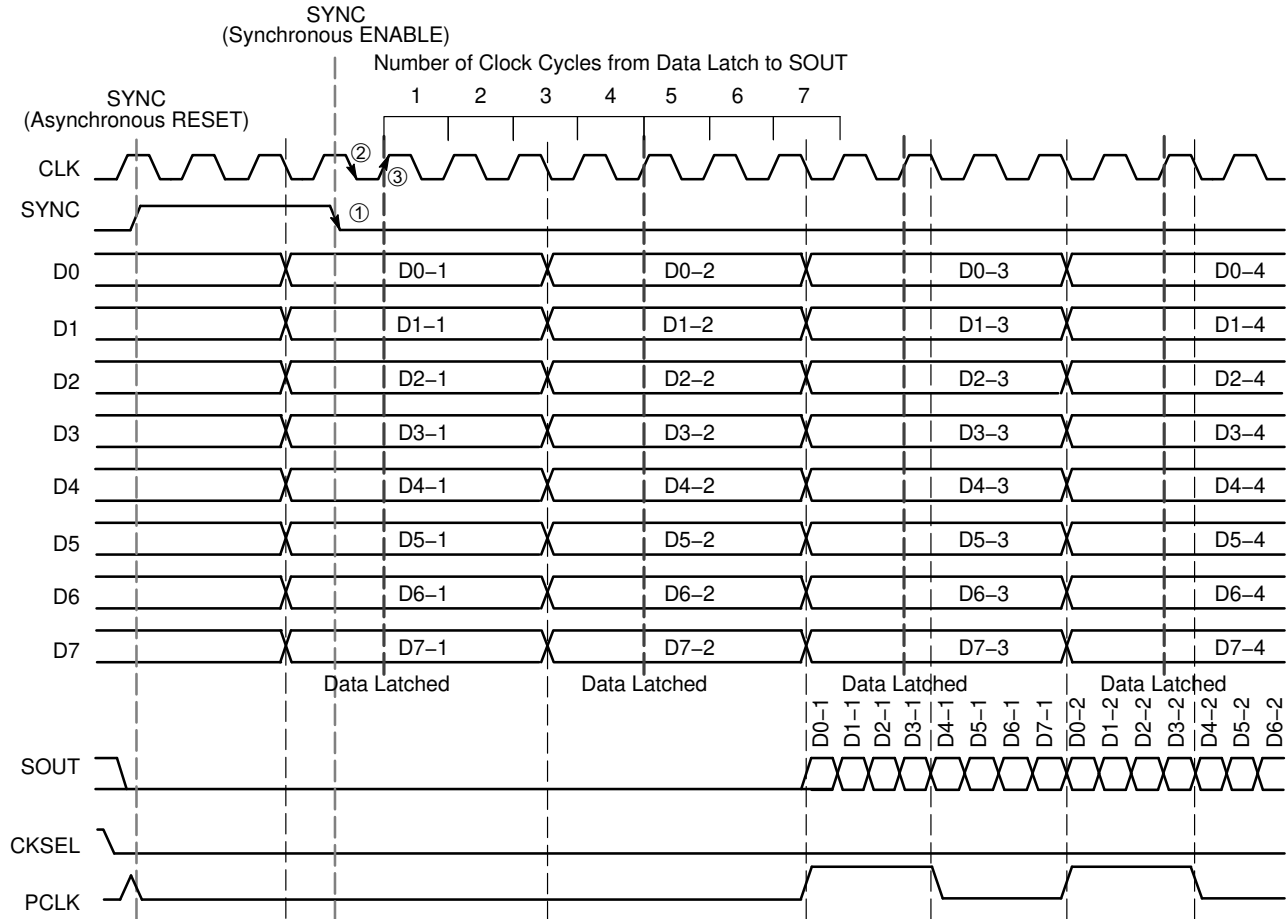 SYNC
(Synchronous ENABLE)
Number of Clock Cycles from Data Latch to SOUT
1 2 3 4 5 6 7
SYNC
(Asynchronous RESET)
CLK ② ③
SYNC ①
D0 D0−1 D0−2 D0−3 D0−4
D1 D1−1 D1−2 D1−3 D1−4
D2 D2−1 D2−2 D2−3 D2−4
D3 D3−1 D3−2 D3−3 D3−4
D4 D4−1 D4−2 D4−3 D4−4
D5 D5−1 D5−2 D5−3 D5−4
D6 D6−1 D6−2 D6−3 D6−4
D7 D7−1 D7−2 D7−3 D7−4
Data Latched Data Latched Data Latched Data Latched
D0−1 D1−1 D2−1 D3−1 D4−1 D5−1 D6−1 D7−1 D0−2 D1−2 D2−2 D3−2 D4−2 D5−2 D6−2
SOUT
CKSEL
PCLK